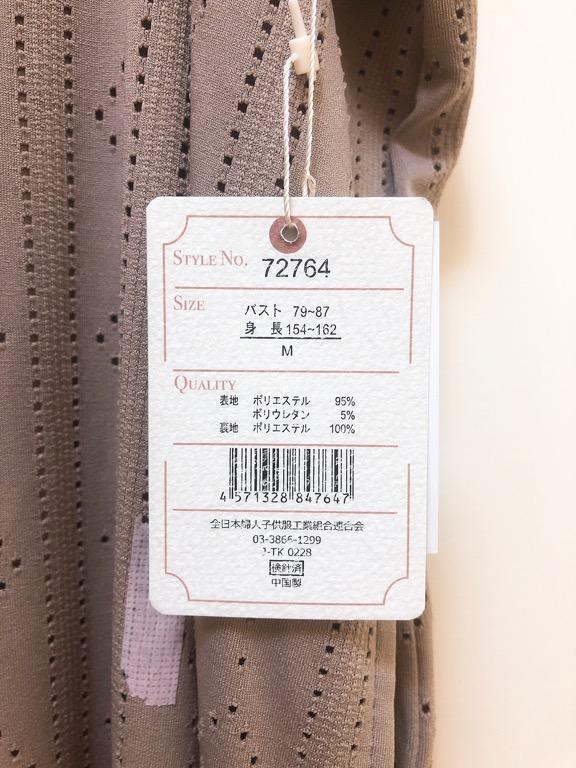 STYLE NO. 72764
SIZE
バスト 79~87
身 長 154~162
M
QUALITY
表地 ポリエステル 95%
ポリウレタン 5%
裏地 ポリエステル 100%
4 571328 847647
全日本婦人子供服工業組合連合会
03-3866-1299
J-TK 0228
検針済
中国製